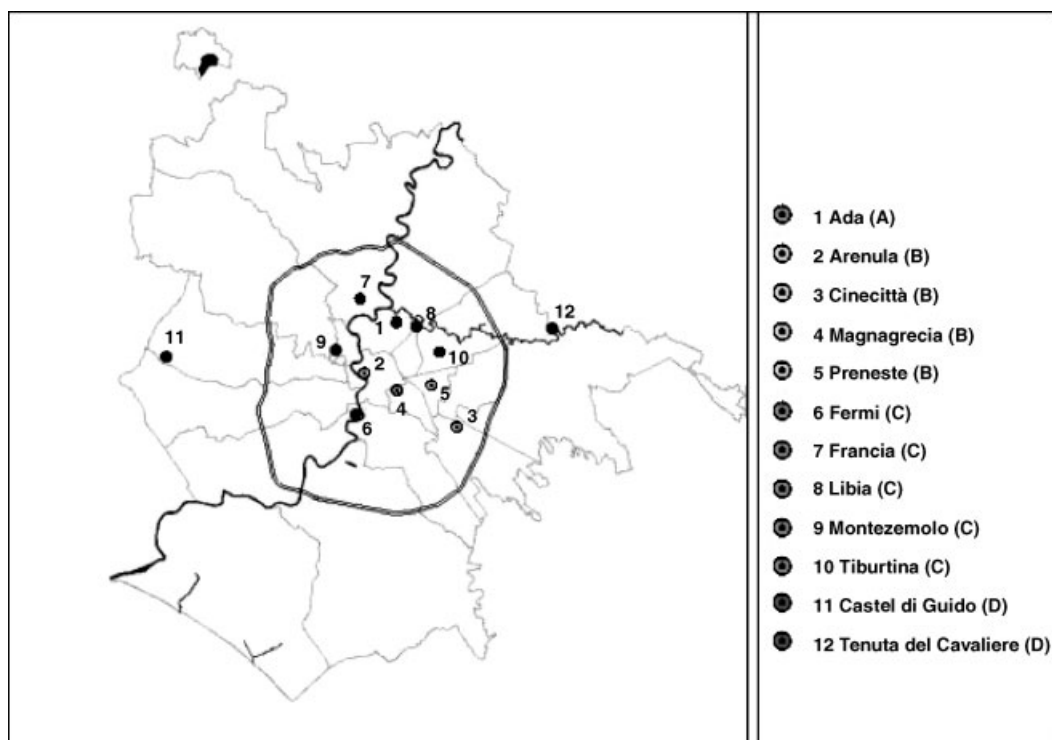 7
8
12
1
11
9
10
2
5
4
3
6
1 Ada (A)
2 Arenula (B)
3 Cinecittà (B)
4 Magnagrecia (B)
5 Preneste (B)
6 Fermi (C)
7 Francia (C)
8 Libia (C)
9 Montezemolo (C)
10 Tiburtina (C)
11 Castel di Guido (D)
12 Tenuta del Cavaliere (D)